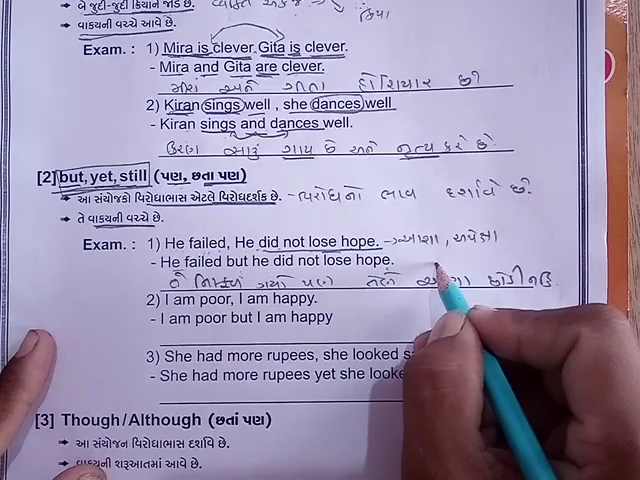 → બે જુદી-જુદી ક્રિયાને જોડે છે. ક્રિયા
→ વાક્યની વચ્ચે આવે છે.
Exam. : 1) Mira is clever. Gita is clever.
- Mira and Gita are clever.
મીરા અને ગીતા હોંશિયાર છે.
2) Kiran sings well , she dances well
- Kiran sings and dances well.
કિરણ સારું ગાય છે અને નૃત્ય કરે છે.
[2] but, yet, still (પણ, છતા પણ)
→ આ સંયોજકો વિરોધાભાસ એટલે વિરોધદર્શક છે. - વિરોધનો ભાવ દર્શાવે છે.
→ તે વાક્યની વચ્ચે છે.
Exam. : 1) He failed, He did not lose hope. → આશા , અપેક્ષા
- He failed but he did not lose hope.
તે નિષ્ફળ ગયો પણ તેણે આશા છોડી નહિ
2) I am poor, I am happy.
- I am poor but I am happy
3) She had more rupees, she looked
- She had more rupees yet she looke
[3] Though/Although (છતાં પણ)
→ આ સંયોજન વિરોધાભાસ દર્શાવે છે.
→ વાક્યની શરૂઆતમાં આવે છે.